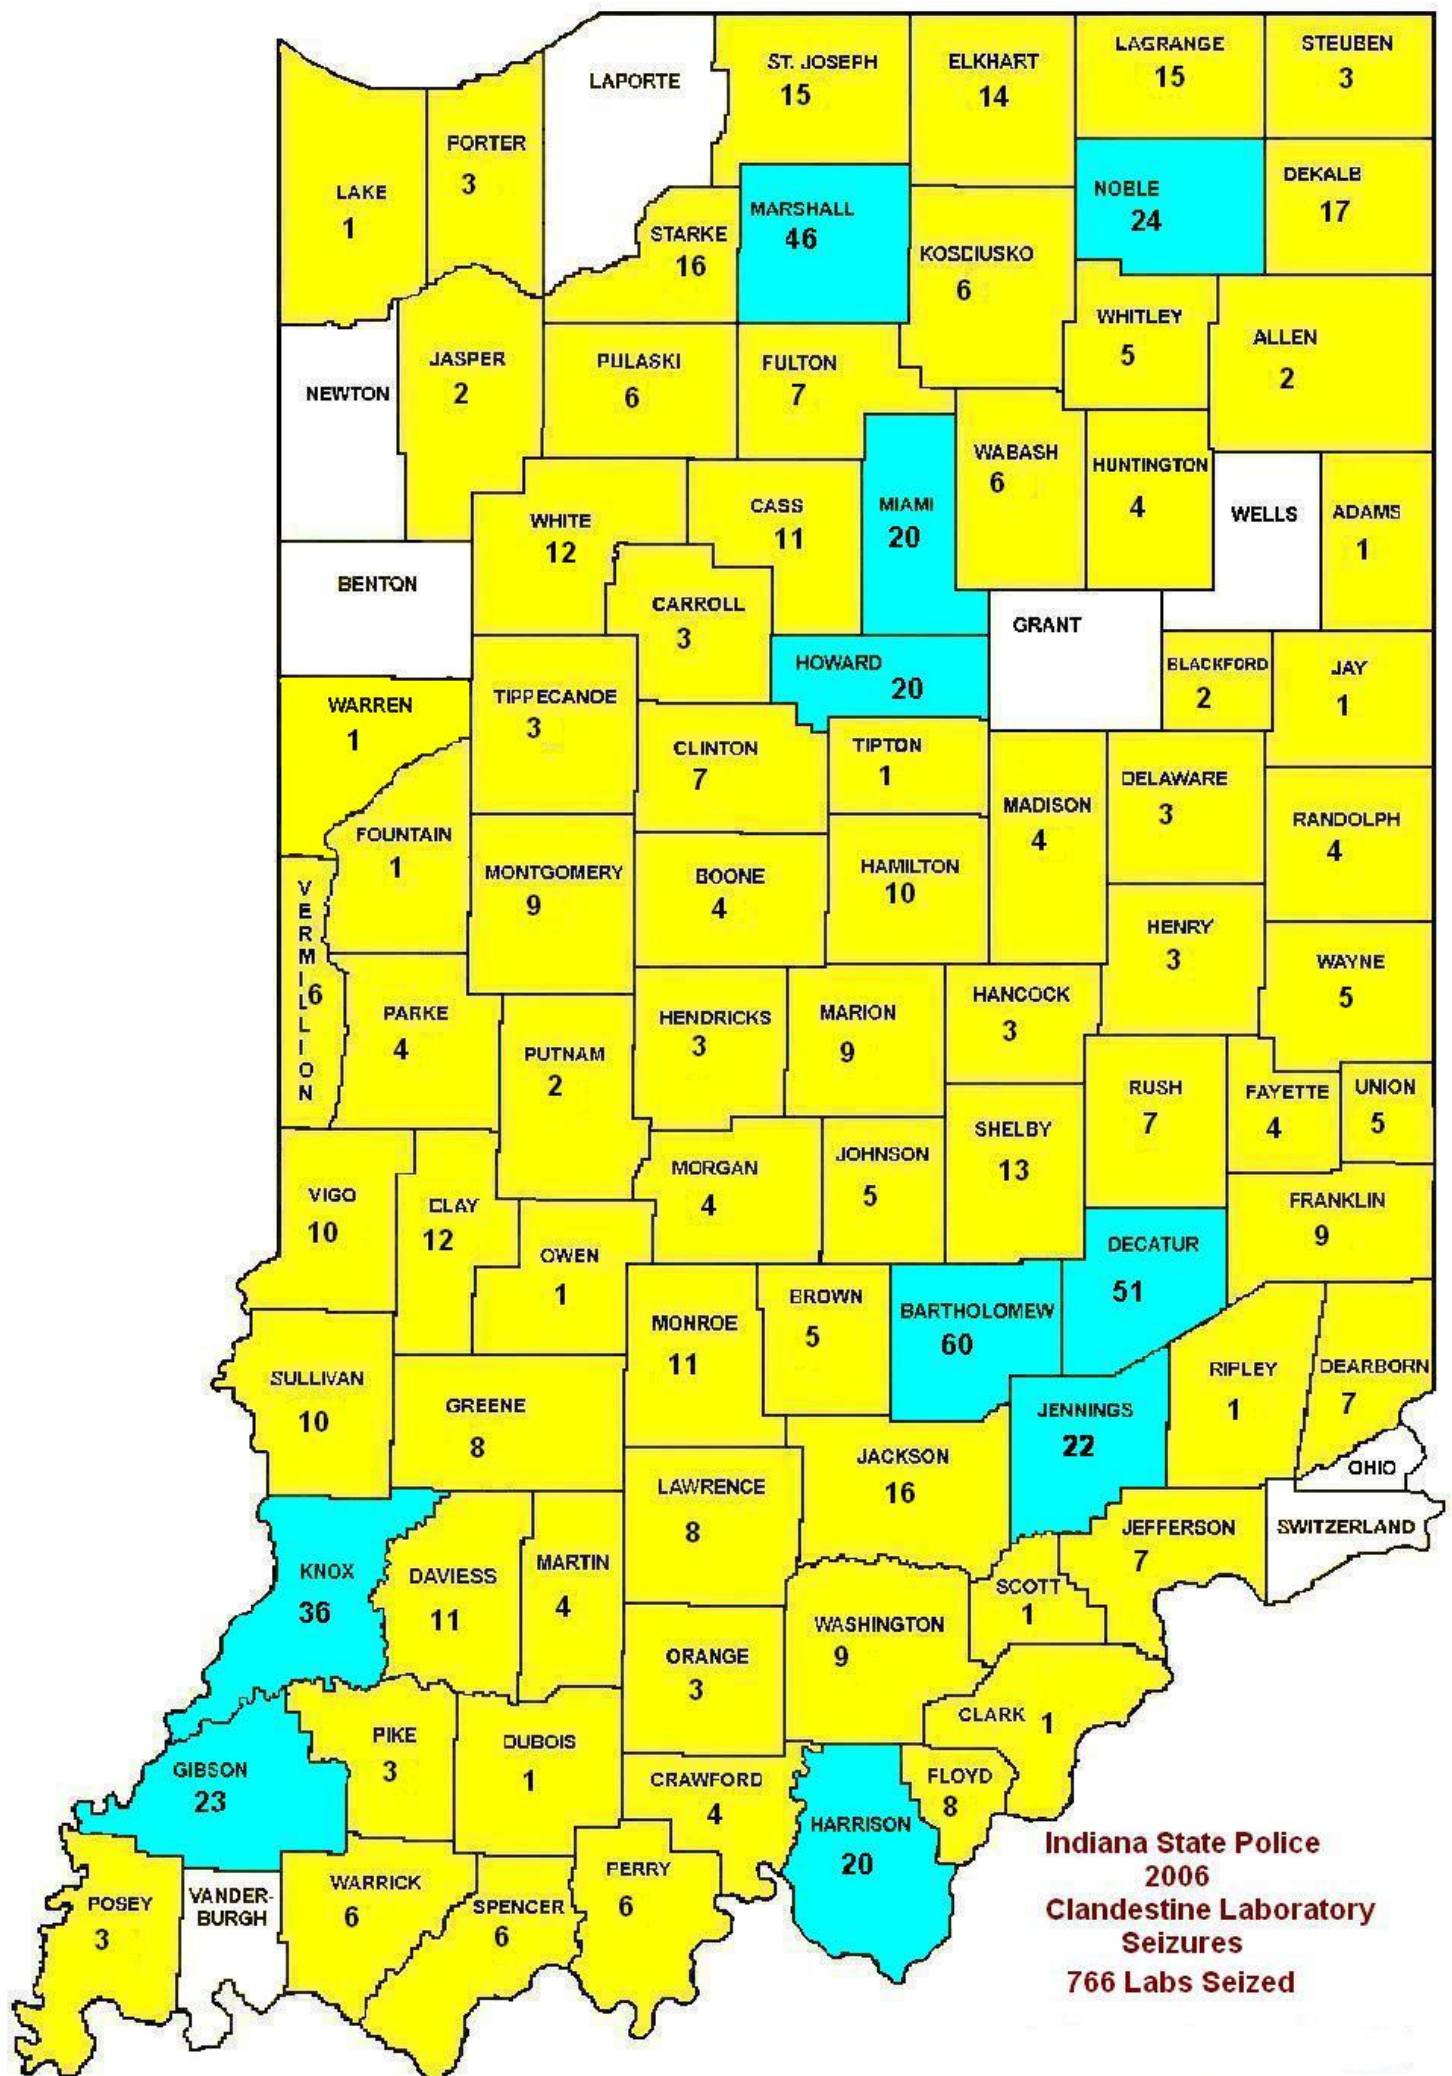 LAPORTE
ST. JOSEPH
15
ELKHART
14
LAGRANGE
15
STEUBEN
3
LAKE
1
PORTER
3
STARKE
16
MARSHALL
46
KOSCIUSKO
6
NOBLE
24
DEKALB
17
NEWTON
JASPER
2
PULASKI
6
FULTON
7
WHITLEY
5
ALLEN
2
WHITE
12
CASS
11
MIAMI
20
WABASH
6
HUNTINGTON
4
WELLS
ADAMS
1
BENTON
CARROLL
3
HOWARD
20
GRANT
BLACKFORD
2
JAY
1
WARREN
1
TIPPECANOE
3
CLINTON
7
TIPTON
1
MADISON
4
DELAWARE
3
RANDOLPH
4
FOUNTAIN
1
MONTGOMERY
9
BOONE
4
HAMILTON
10
HENRY
3
WAYNE
5
VERMILLION
6
PARKE
4
PUTNAM
2
HENDRICKS
3
MARION
9
HANCOCK
3
RUSH
7
FAYETTE
4
UNION
5
VIGO
10
CLAY
12
OWEN
1
MORGAN
4
JOHNSON
5
SHELBY
13
DECATUR
51
FRANKLIN
9
SULLIVAN
10
GREENE
8
MONROE
11
BROWN
5
BARTHOLOMEW
60
JENNINGS
22
RIPLEY
1
DEARBORN
7
OHIO
KNOX
36
DAVIESS
11
MARTIN
4
LAWRENCE
8
JACKSON
16
JEFFERSON
7
SWITZERLAND
SCOTT
1
ORANGE
3
WASHINGTON
9
CLARK 1
GIBSON
23
PIKE
3
DUBOIS
1
CRAWFORD
4
HARRISON
20
FLOYD
8
POSEY
3
VANDER-
BURGH
WARRICK
6
SPENCER
6
PERRY
6
Indiana State Police
2006
Clandestine Laboratory
Seizures
766 Labs Seized